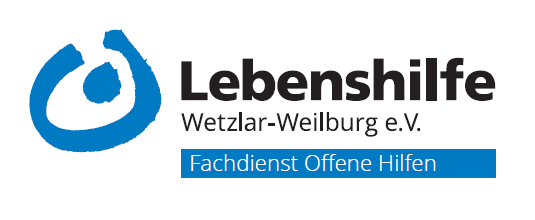 Lebenshilfe
Wetzlar-Weilburg e.V.
Fachdienst Offene Hilfen